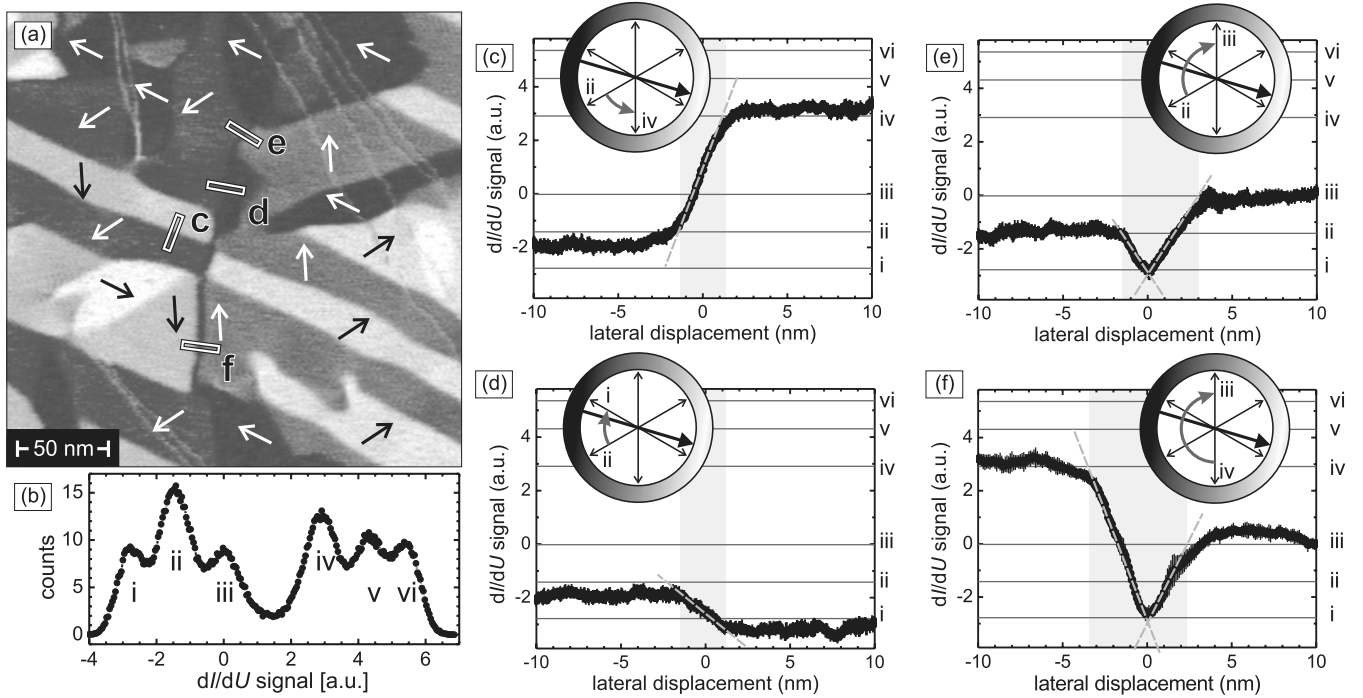 (a)
c
d
e
f
50 nm
(b)
counts
15
10
5
0
i
ii
iii
iv
v
vi
-4
-2
0
2
4
6
dI/dU signal [a.u.]
(c)
dI/dU signal (a.u.)
4
2
0
-2
ii
iv
vi
v
iv
iii
ii
i
-10
-5
0
5
10
lateral displacement (nm)
(d)
dI/dU signal (a.u.)
4
2
0
-2
i
ii
vi
v
iv
iii
ii
i
-10
-5
0
5
10
lateral displacement (nm)
(e)
dI/dU signal (a.u.)
4
2
0
-2
iii
ii
vi
v
iv
iii
ii
i
-10
-5
0
5
10
lateral displacement (nm)
(f)
dI/dU signal (a.u.)
4
2
0
-2
iii
iv
vi
v
iv
iii
ii
i
-10
-5
0
5
10
lateral displacement (nm)